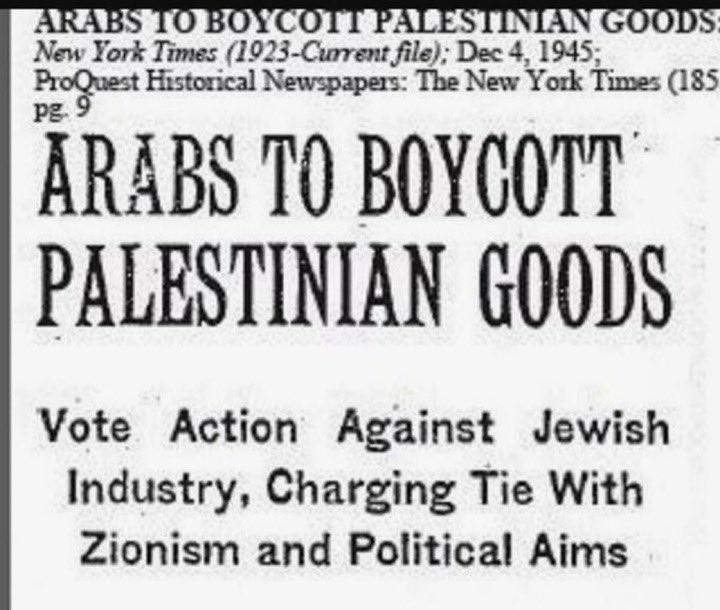 ARABS TO BOYCOTT PALESTINIAN GOODS:
New York Times (1923-Current file); Dec 4, 1945;
ProQuest Historical Newspapers: The New York Times (185
pg. 9
ARABS TO BOYCOTT
PALESTINIAN GOODS
Vote Action Against Jewish
Industry, Charging Tie With
Zionism and Political Aims